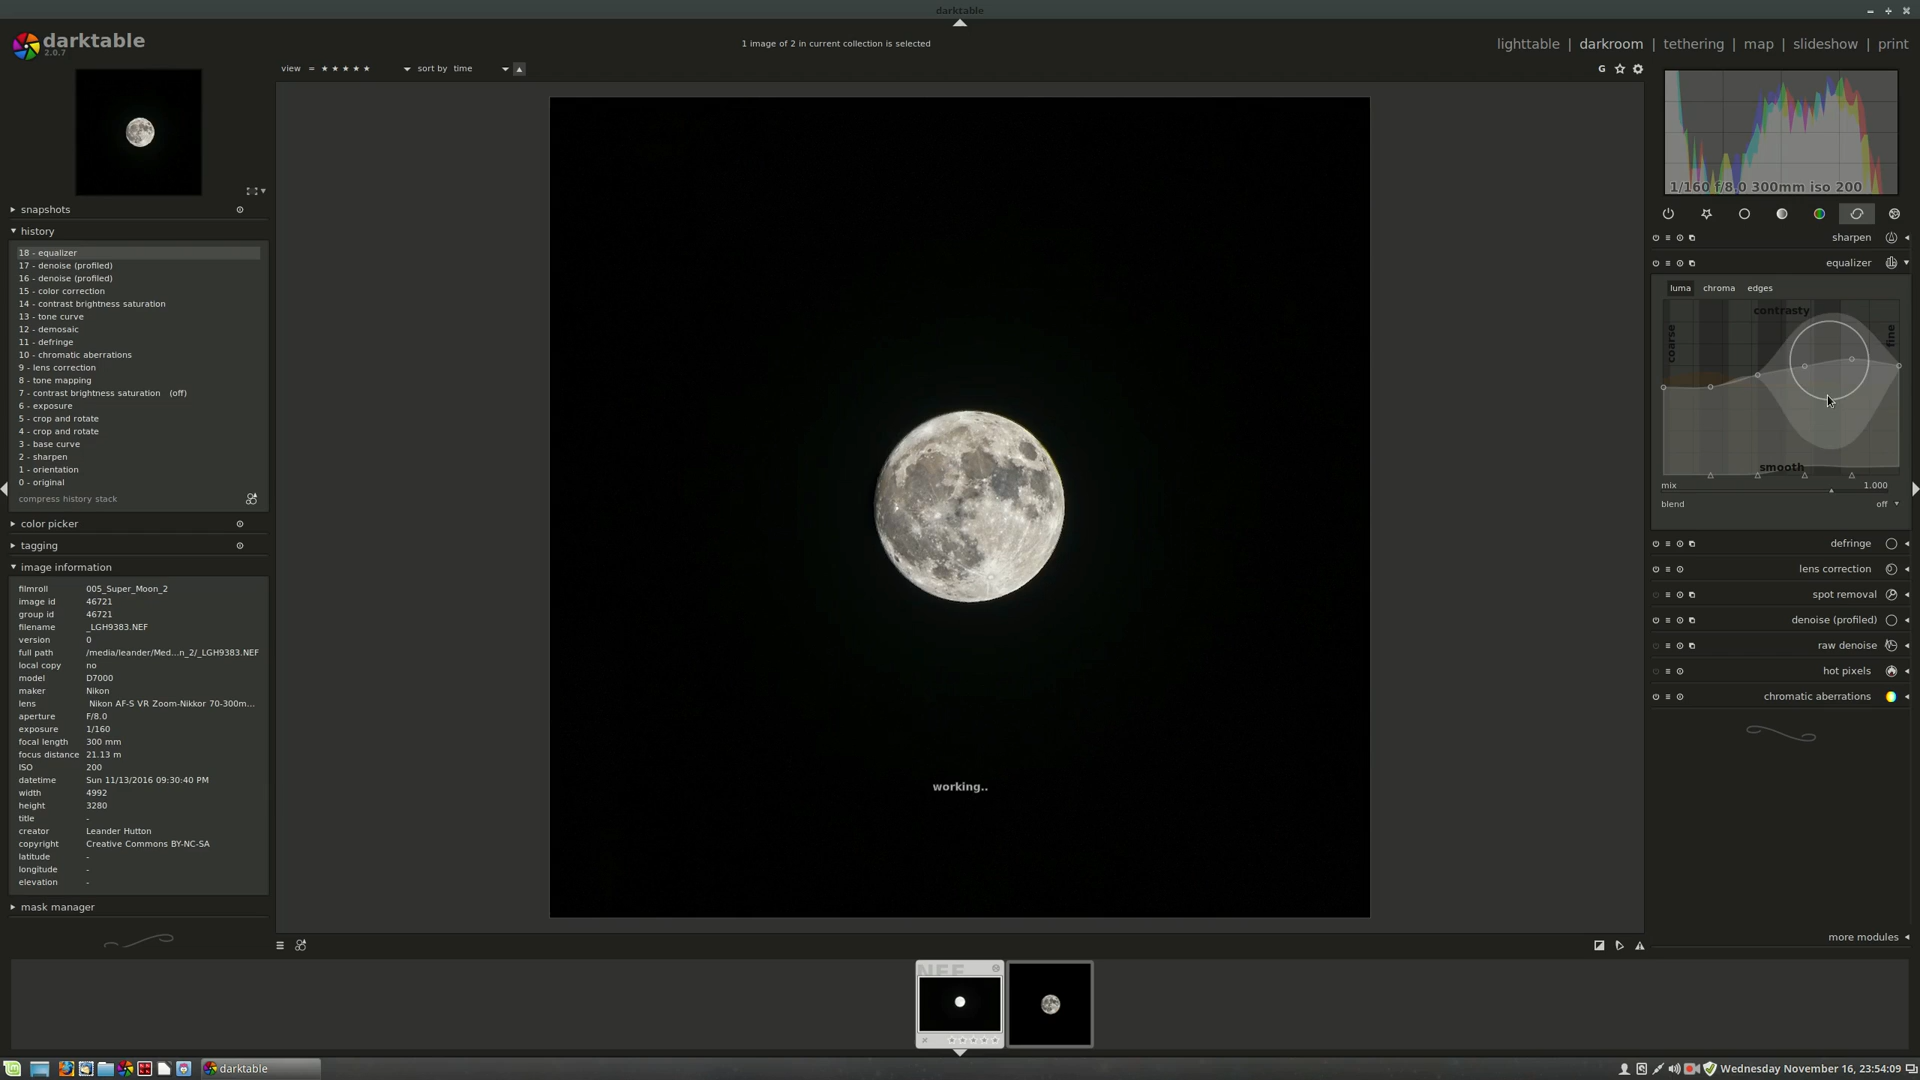 darktable
darktable
2.0.7
1 image of 2 in current collection is selected
lighttable | darkroom | tethering | map | slideshow | print
view = ★ ★ ★ ★ ★ sort by time
G
1/160 f/8.0 300mm iso 200
snapshots
history
18 - equalizer
17 - denoise (profiled)
16 - denoise (profiled)
15 - color correction
14 - contrast brightness saturation
13 - tone curve
12 - demosaic
11 - defringe
10 - chromatic aberrations
9 - lens correction
8 - tone mapping
7 - contrast brightness saturation (off)
6 - exposure
5 - crop and rotate
4 - crop and rotate
3 - base curve
2 - sharpen
1 - orientation
0 - original
compress history stack
color picker
tagging
image information
filmroll 005_Super_Moon_2
image id 46721
group id 46721
filename _LGH9383.NEF
version 0
full path /media/leander/Med...n_2/_LGH9383.NEF
local copy no
model D7000
maker Nikon
lens Nikon AF-S VR Zoom-Nikkor 70-300m...
aperture F/8.0
exposure 1/160
focal length 300 mm
focus distance 21.13 m
ISO 200
datetime Sun 11/13/2016 09:30:40 PM
width 4992
height 3280
title -
creator Leander Hutton
copyright Creative Commons BY-NC-SA
latitude -
longitude -
elevation -
mask manager
working..
sharpen
equalizer
luma chroma edges
contrasty
coarse
fine
smooth
mix 1.000
blend off
defringe
lens correction
spot removal
denoise (profiled)
raw denoise
hot pixels
chromatic aberrations
more modules
NEF
darktable
Wednesday November 16, 23:54:09